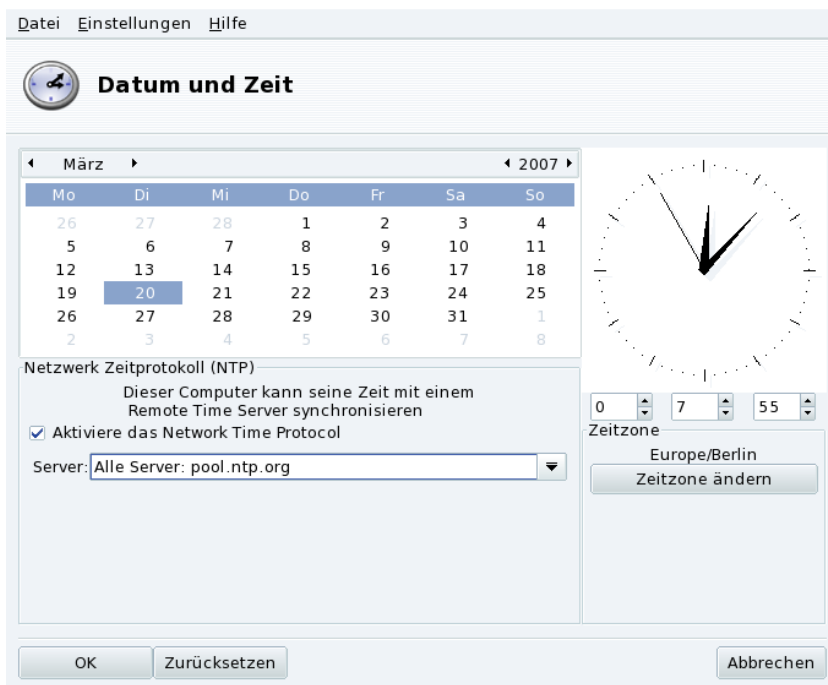 Datei Einstellungen Hilfe
Datum und Zeit
März 2007
Mo Di Mi Do Fr Sa So
26 27 28 1 2 3 4
5 6 7 8 9 10 11
12 13 14 15 16 17 18
19 20 21 22 23 24 25
26 27 28 29 30 31 1
2 3 4 5 6 7 8
0 7 55
Netzwerk Zeitprotokoll (NTP)
Dieser Computer kann seine Zeit mit einem
Remote Time Server synchronisieren
Aktiviere das Network Time Protocol
Server: Alle Server: pool.ntp.org
Zeitzone
Europe/Berlin
Zeitzone ändern
OK Zurücksetzen Abbrechen